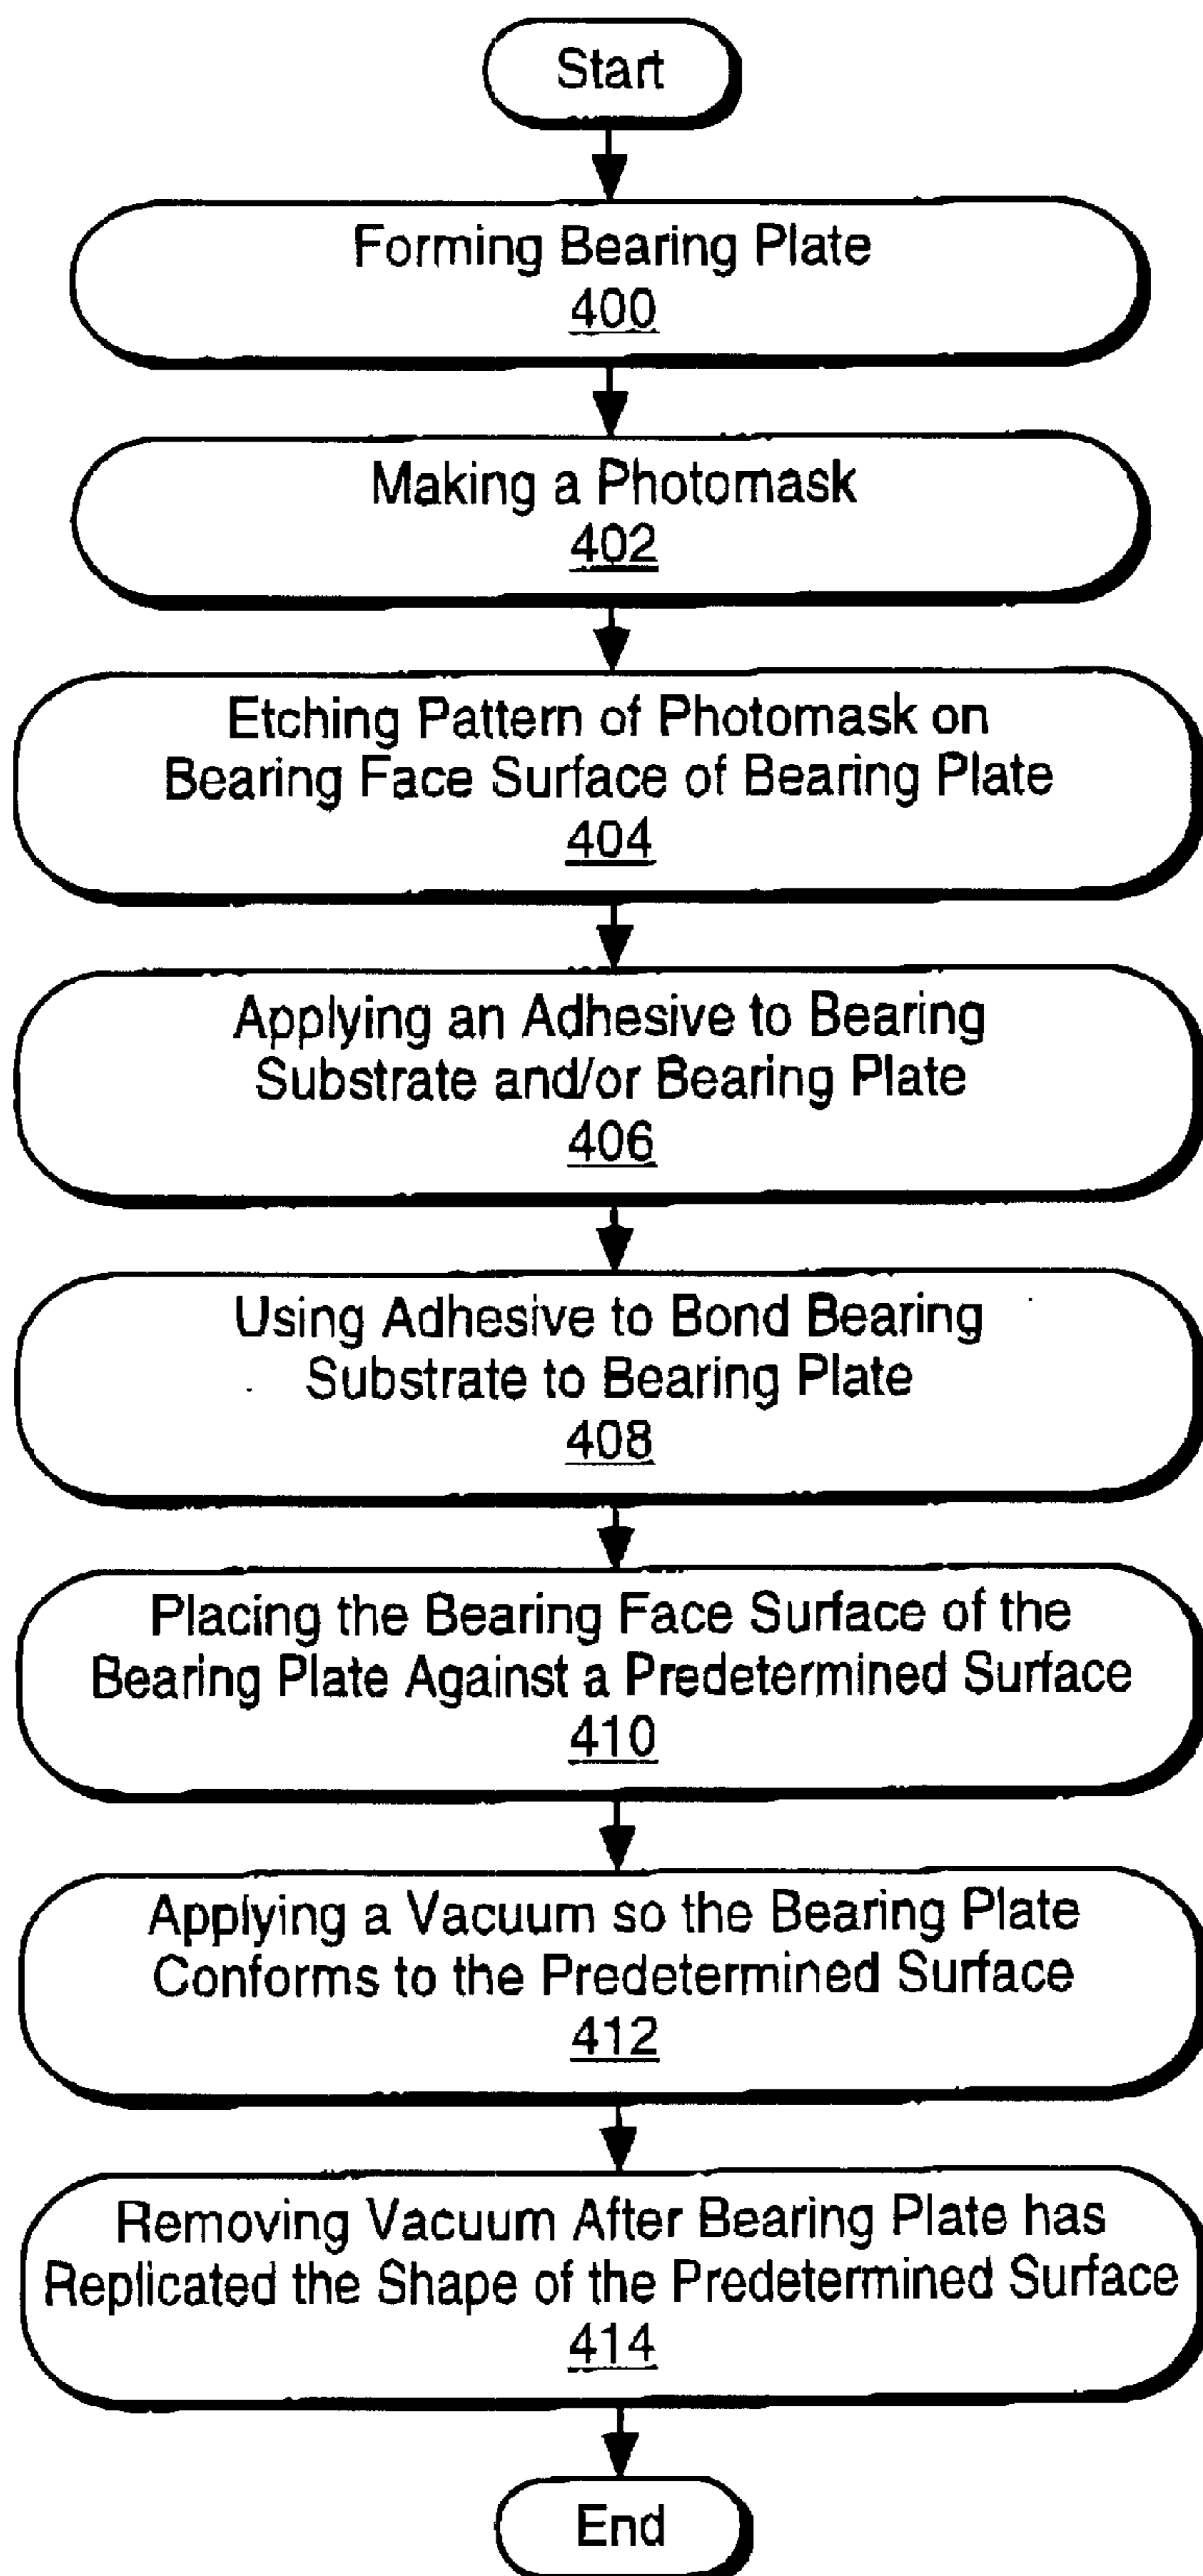 Start
Forming Bearing Plate
400
Making a Photomask
402
Etching Pattern of Photomask on
Bearing Face Surface of Bearing Plate
404
Applying an Adhesive to Bearing
Substrate and/or Bearing Plate
406
Using Adhesive to Bond Bearing
Substrate to Bearing Plate
408
Placing the Bearing Face Surface of the
Bearing Plate Against a Predetermined Surface
410
Applying a Vacuum so the Bearing Plate
Conforms to the Predetermined Surface
412
Removing Vacuum After Bearing Plate has
Replicated the Shape of the Predetermined Surface
414
End